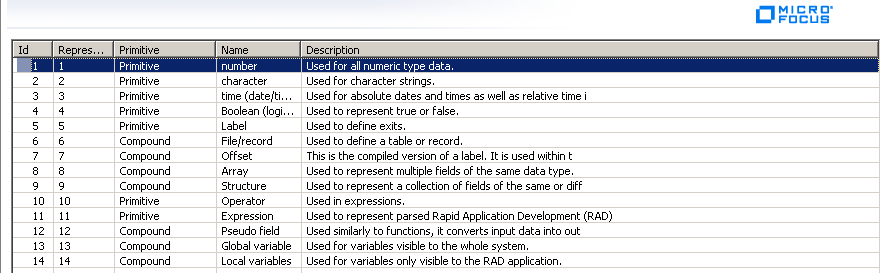 MICRO
FOCUS
Id Repres... Primitive Name Description
1 1 Primitive number Used for all numeric type data.
2 2 Primitive character Used for character strings.
3 3 Primitive time (date/ti... Used for absolute dates and times as well as relative time i
4 4 Primitive Boolean (logi... Used to represent true or false.
5 5 Primitive Label Used to define exits.
6 6 Compound File/record Used to define a table or record.
7 7 Compound Offset This is the compiled version of a label. It is used within t
8 8 Compound Array Used to represent multiple fields of the same data type.
9 9 Compound Structure Used to represent a collection of fields of the same or diff
10 10 Primitive Operator Used in expressions.
11 11 Primitive Expression Used to represent parsed Rapid Application Development (RAD)
12 12 Compound Pseudo field Used similarly to functions, it converts input data into out
13 13 Compound Global variable Used for variables visible to the whole system.
14 14 Compound Local variables Used for variables only visible to the RAD application.